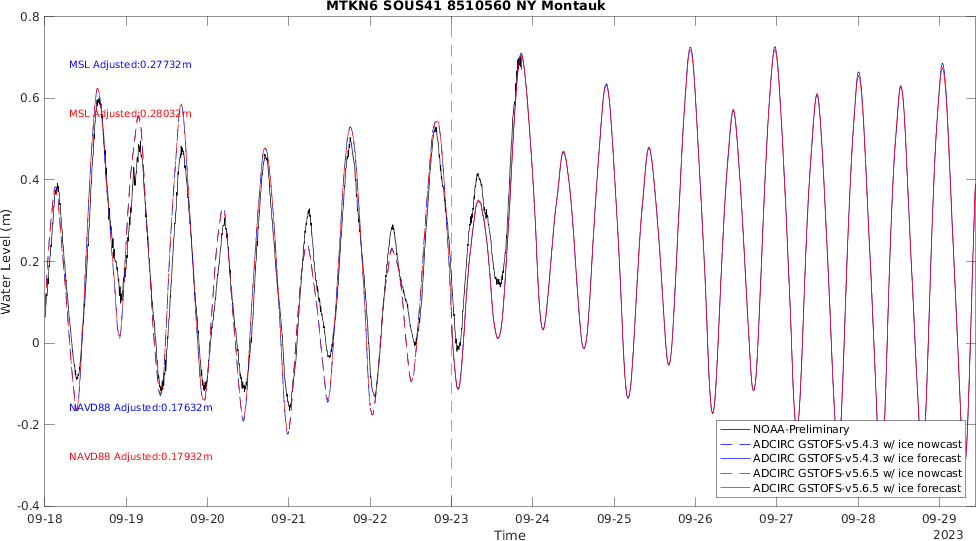 MTKN6 SOUS41 8510560 NY Montauk
0.8
0.6
0.4
0.2
0
-0.2
-0.4
Water Level (m)
MSL Adjusted:0.27732m
MSL Adjusted:0.28032m
NAVD88 Adjusted:0.17632m
NAVD88 Adjusted:0.17932m
NOAA-Preliminary
ADCIRC GSTOFS-v5.4.3 w/ ice nowcast
ADCIRC GSTOFS-v5.4.3 w/ ice forecast
ADCIRC GSTOFS-v5.6.5 w/ ice nowcast
ADCIRC GSTOFS-v5.6.5 w/ ice forecast
09-18 09-19 09-20 09-21 09-22 09-23 09-24 09-25 09-26 09-27 09-28 09-29
Time
2023